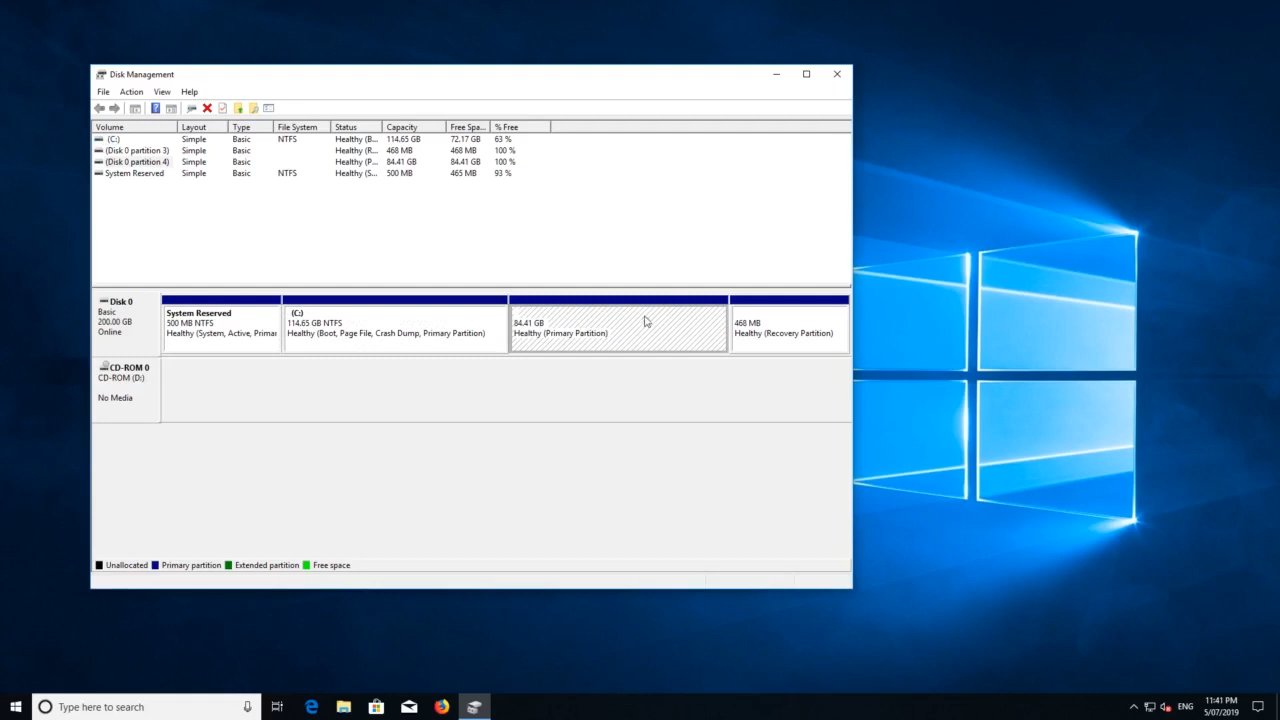 Disk Management
File Action View Help
Volume Layout Type File System Status Capacity Free Spa... % Free
(C:) Simple Basic NTFS Healthy (B... 114.65 GB 72.17 GB 63 %
(Disk 0 partition 3) Simple Basic Healthy (R... 468 MB 468 MB 100 %
(Disk 0 partition 4) Simple Basic Healthy (P... 84.41 GB 84.41 GB 100 %
System Reserved Simple Basic NTFS Healthy (S... 500 MB 465 MB 93 %
Disk 0
Basic
200.00 GB
Online
System Reserved
500 MB NTFS
Healthy (System, Active, Primar
(C:)
114.65 GB NTFS
Healthy (Boot, Page File, Crash Dump, Primary Partition)
84.41 GB
Healthy (Primary Partition)
468 MB
Healthy (Recovery Partition)
CD-ROM 0
CD-ROM (D:)
No Media
Unallocated Primary partition Extended partition Free space
Type here to search
ENG
11:41 PM
5/07/2019